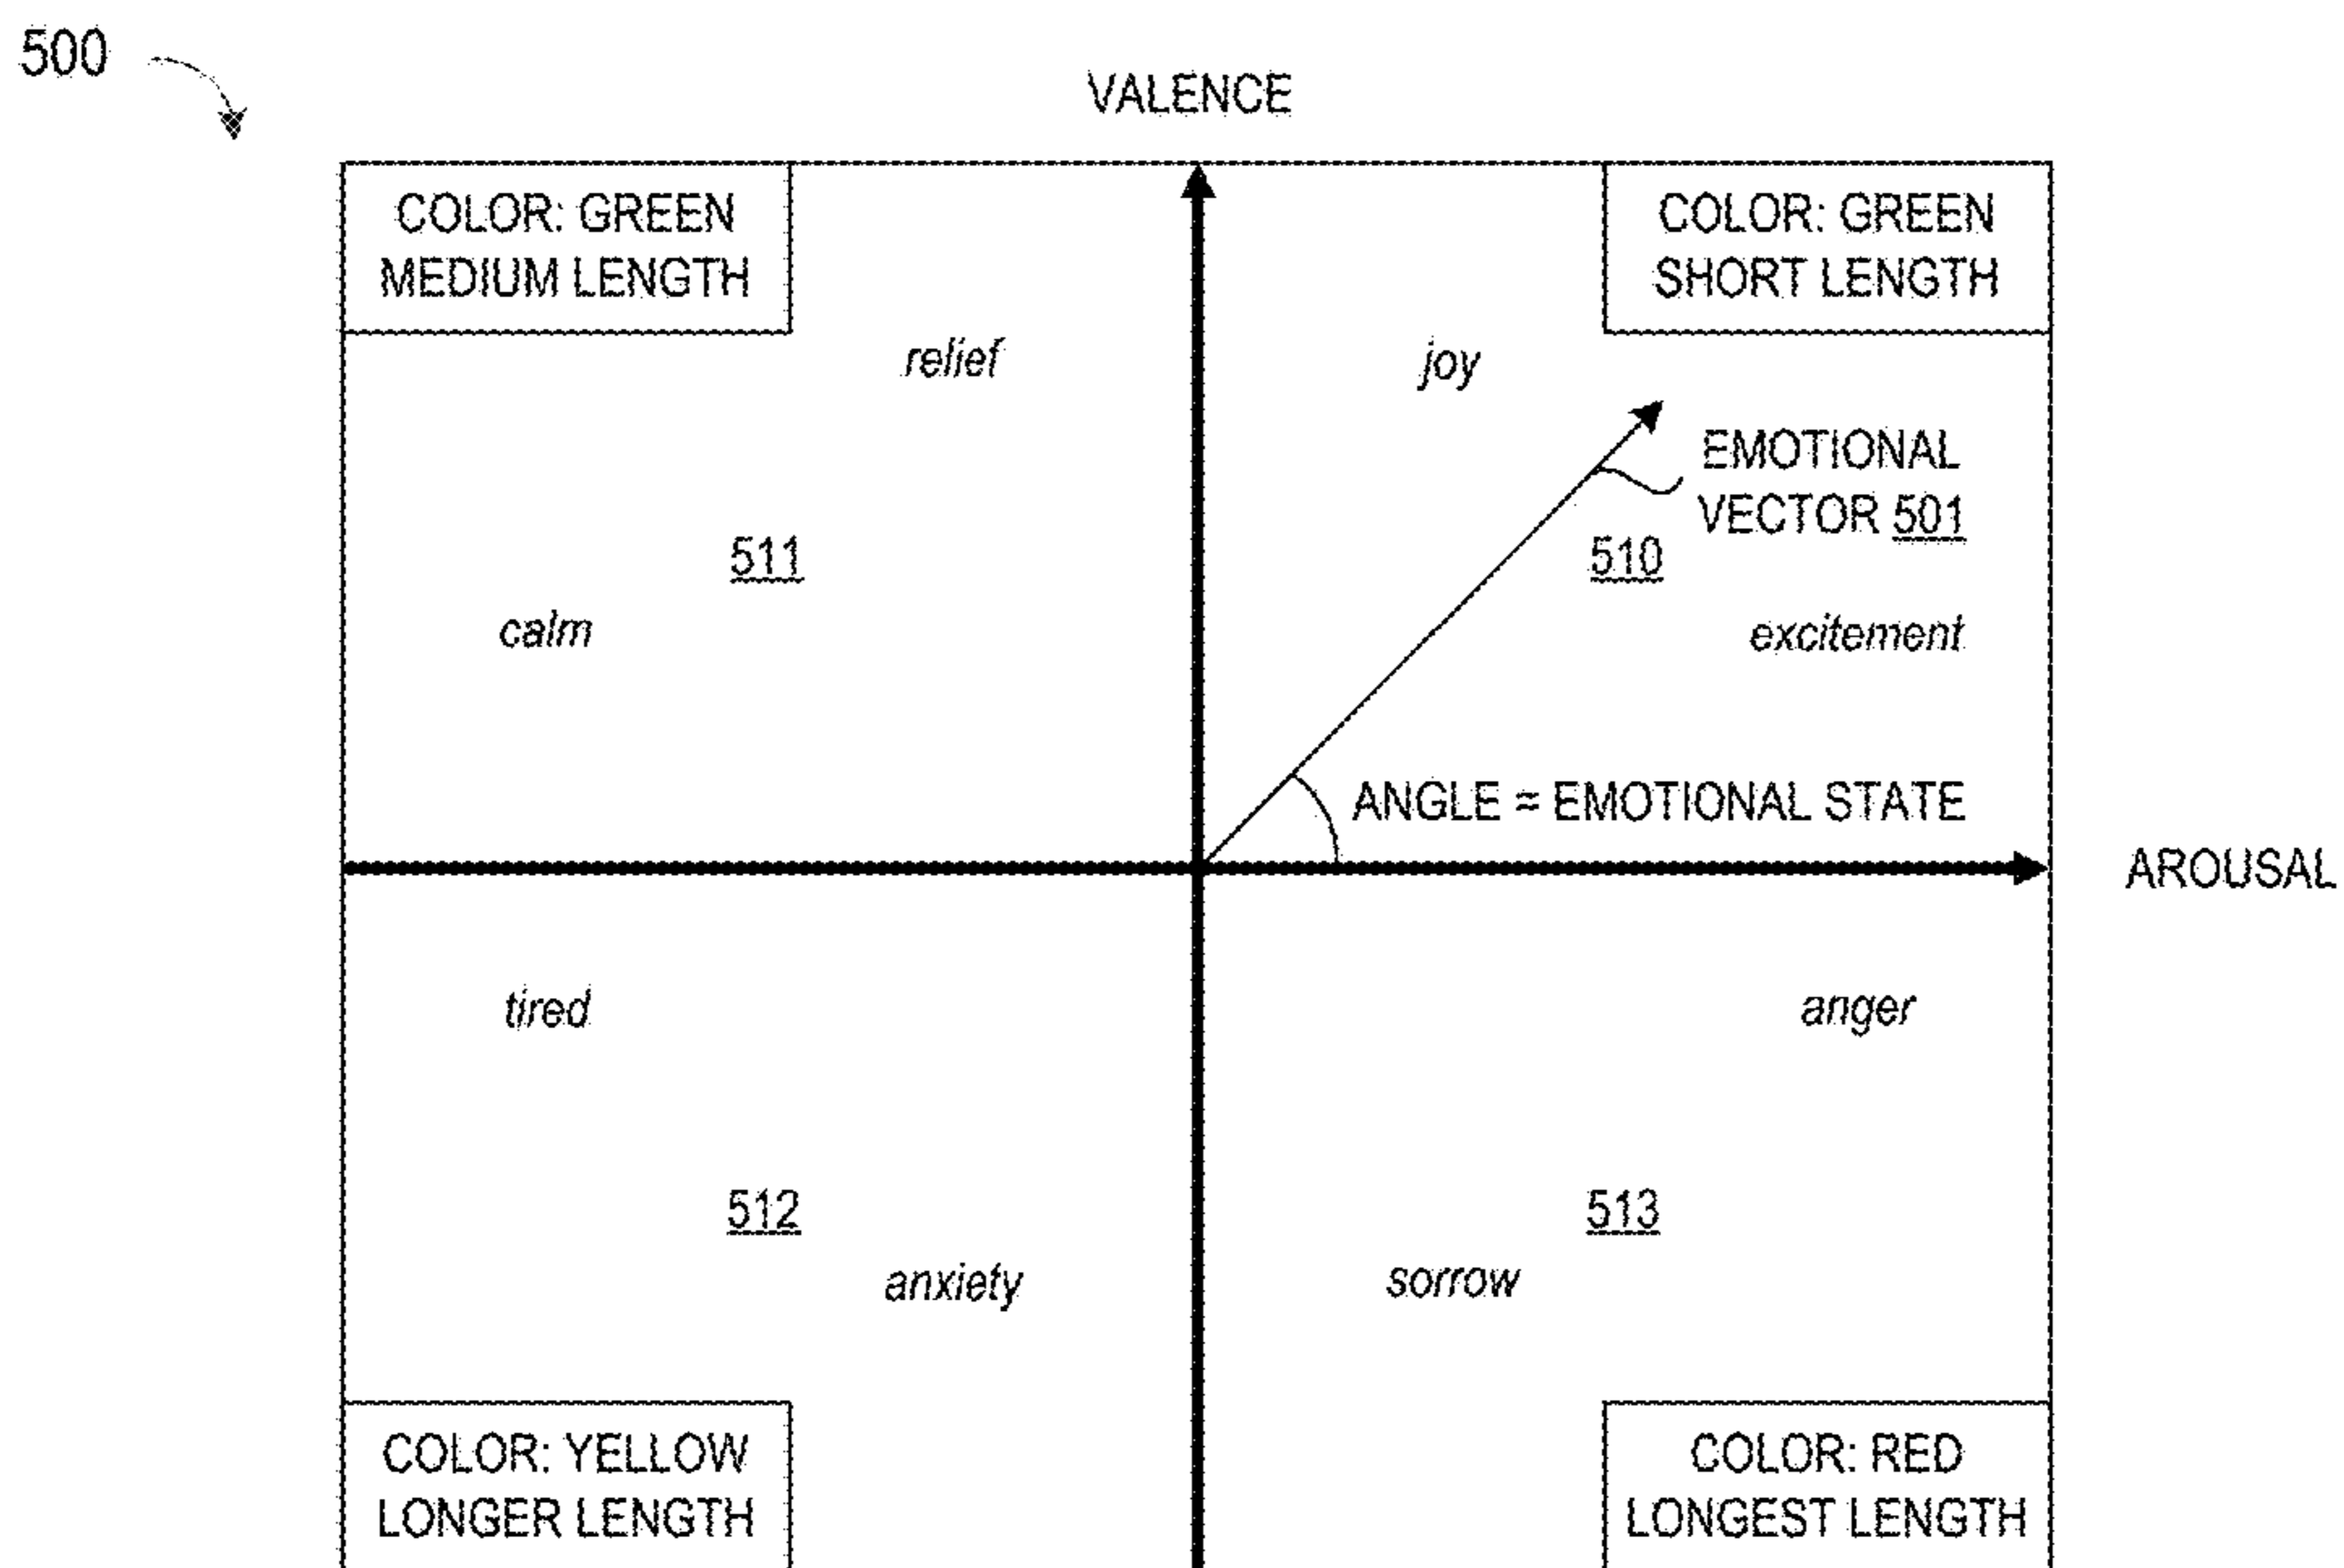 500
VALENCE
COLOR: GREEN
MEDIUM LENGTH
COLOR: GREEN
SHORT LENGTH
relief
joy
EMOTIONAL
VECTOR 501
511
510
calm
excitement
ANGLE = EMOTIONAL STATE
AROUSAL
tired
anger
512
513
anxiety
sorrow
COLOR: YELLOW
LONGER LENGTH
COLOR: RED
LONGEST LENGTH